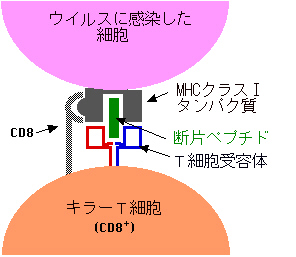 ウイルスに感染した
細胞
MHCクラスⅠ
タンパク質
CD8
断片ペプチド
T細胞受容体
キラーT細胞
(CD8⁺)